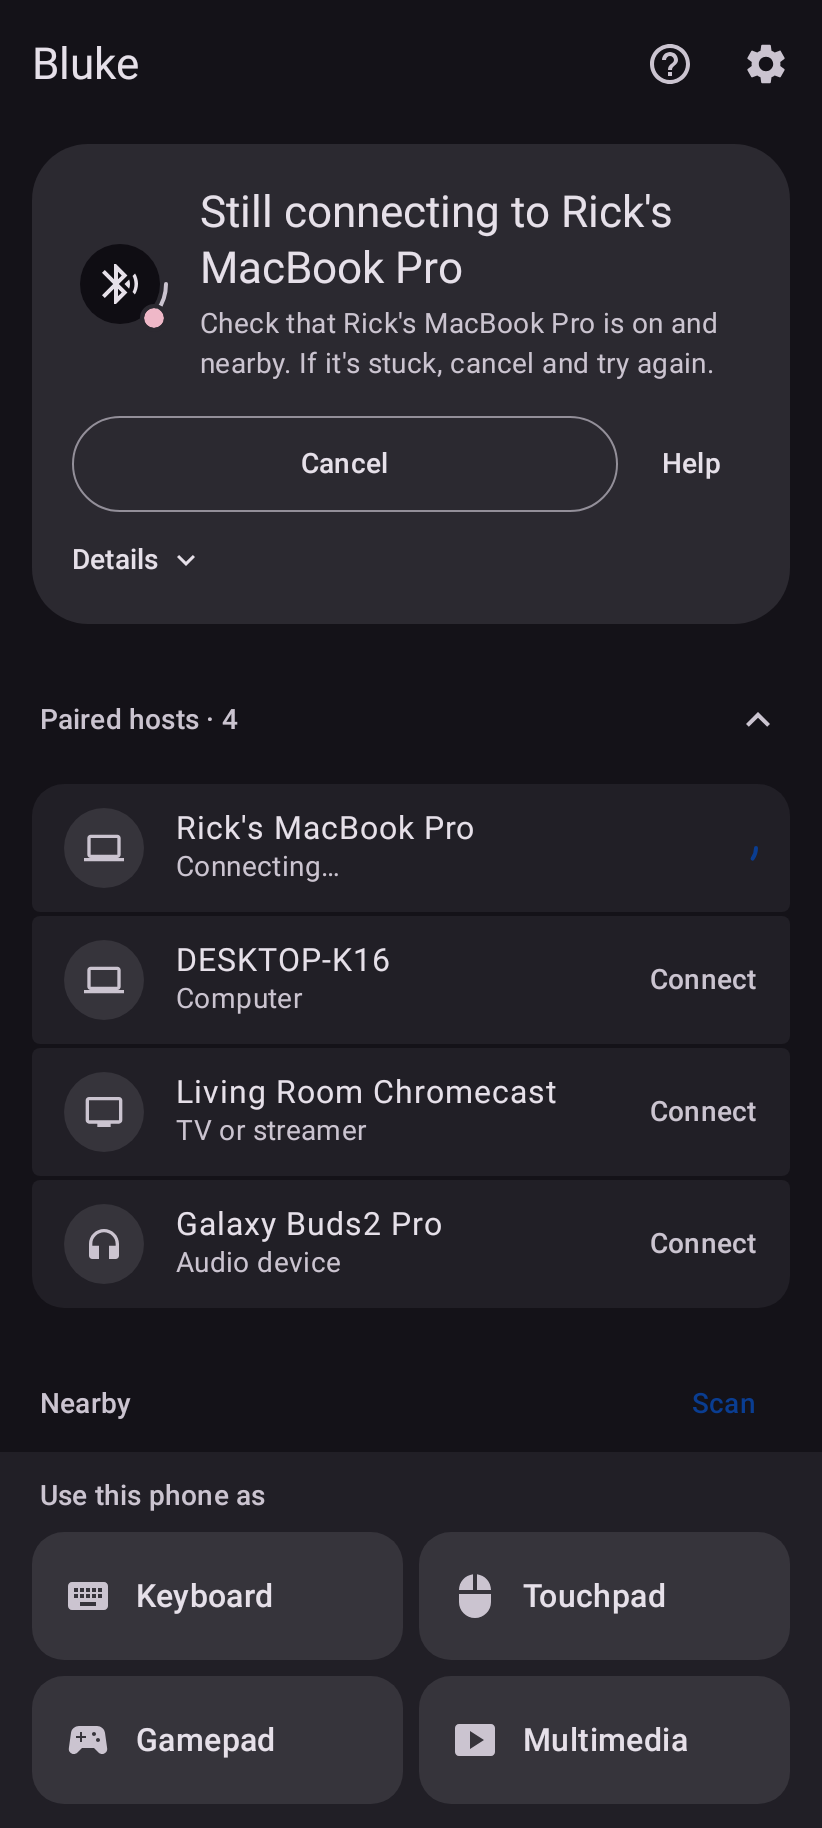 Bluke
Still connecting to Rick's
MacBook Pro
Check that Rick's MacBook Pro is on and
nearby. If it's stuck, cancel and try again.
Cancel
Help
Details
Paired hosts · 4
Rick's MacBook Pro
Connecting…
DESKTOP-K16
Computer
Connect
Living Room Chromecast
TV or streamer
Connect
Galaxy Buds2 Pro
Audio device
Connect
Nearby
Scan
Use this phone as
Keyboard
Touchpad
Gamepad
Multimedia